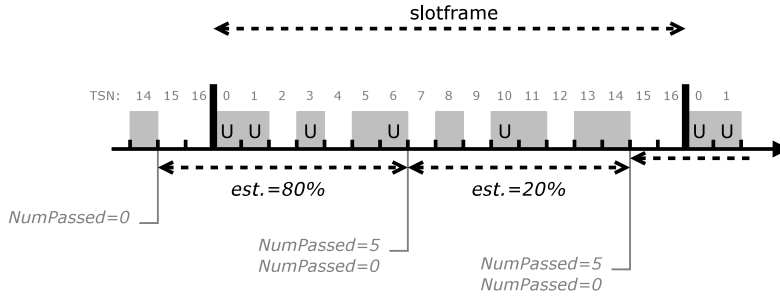 slotframe
TSN: 14 15 16 0 1 2 3 4 5 6 7 8 9 10 11 12 13 14 15 16 0 1
U U U U U U U
est.=80% est.=20%
NumPassed=0
NumPassed=5
NumPassed=0
NumPassed=5
NumPassed=0